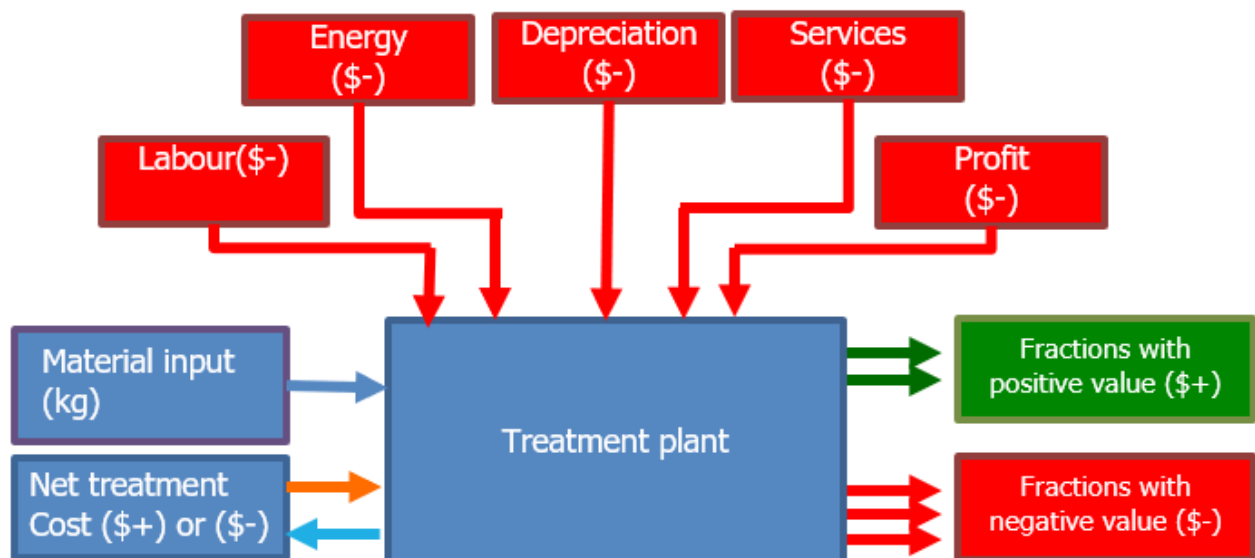 Energy
($-)
Depreciation
($-)
Services
($-)
Labour($-)
Profit
($-)
Material input
(kg)
Treatment plant
Fractions with
positive value ($+)
Net treatment
Cost ($+) or ($-)
Fractions with
negative value ($-)